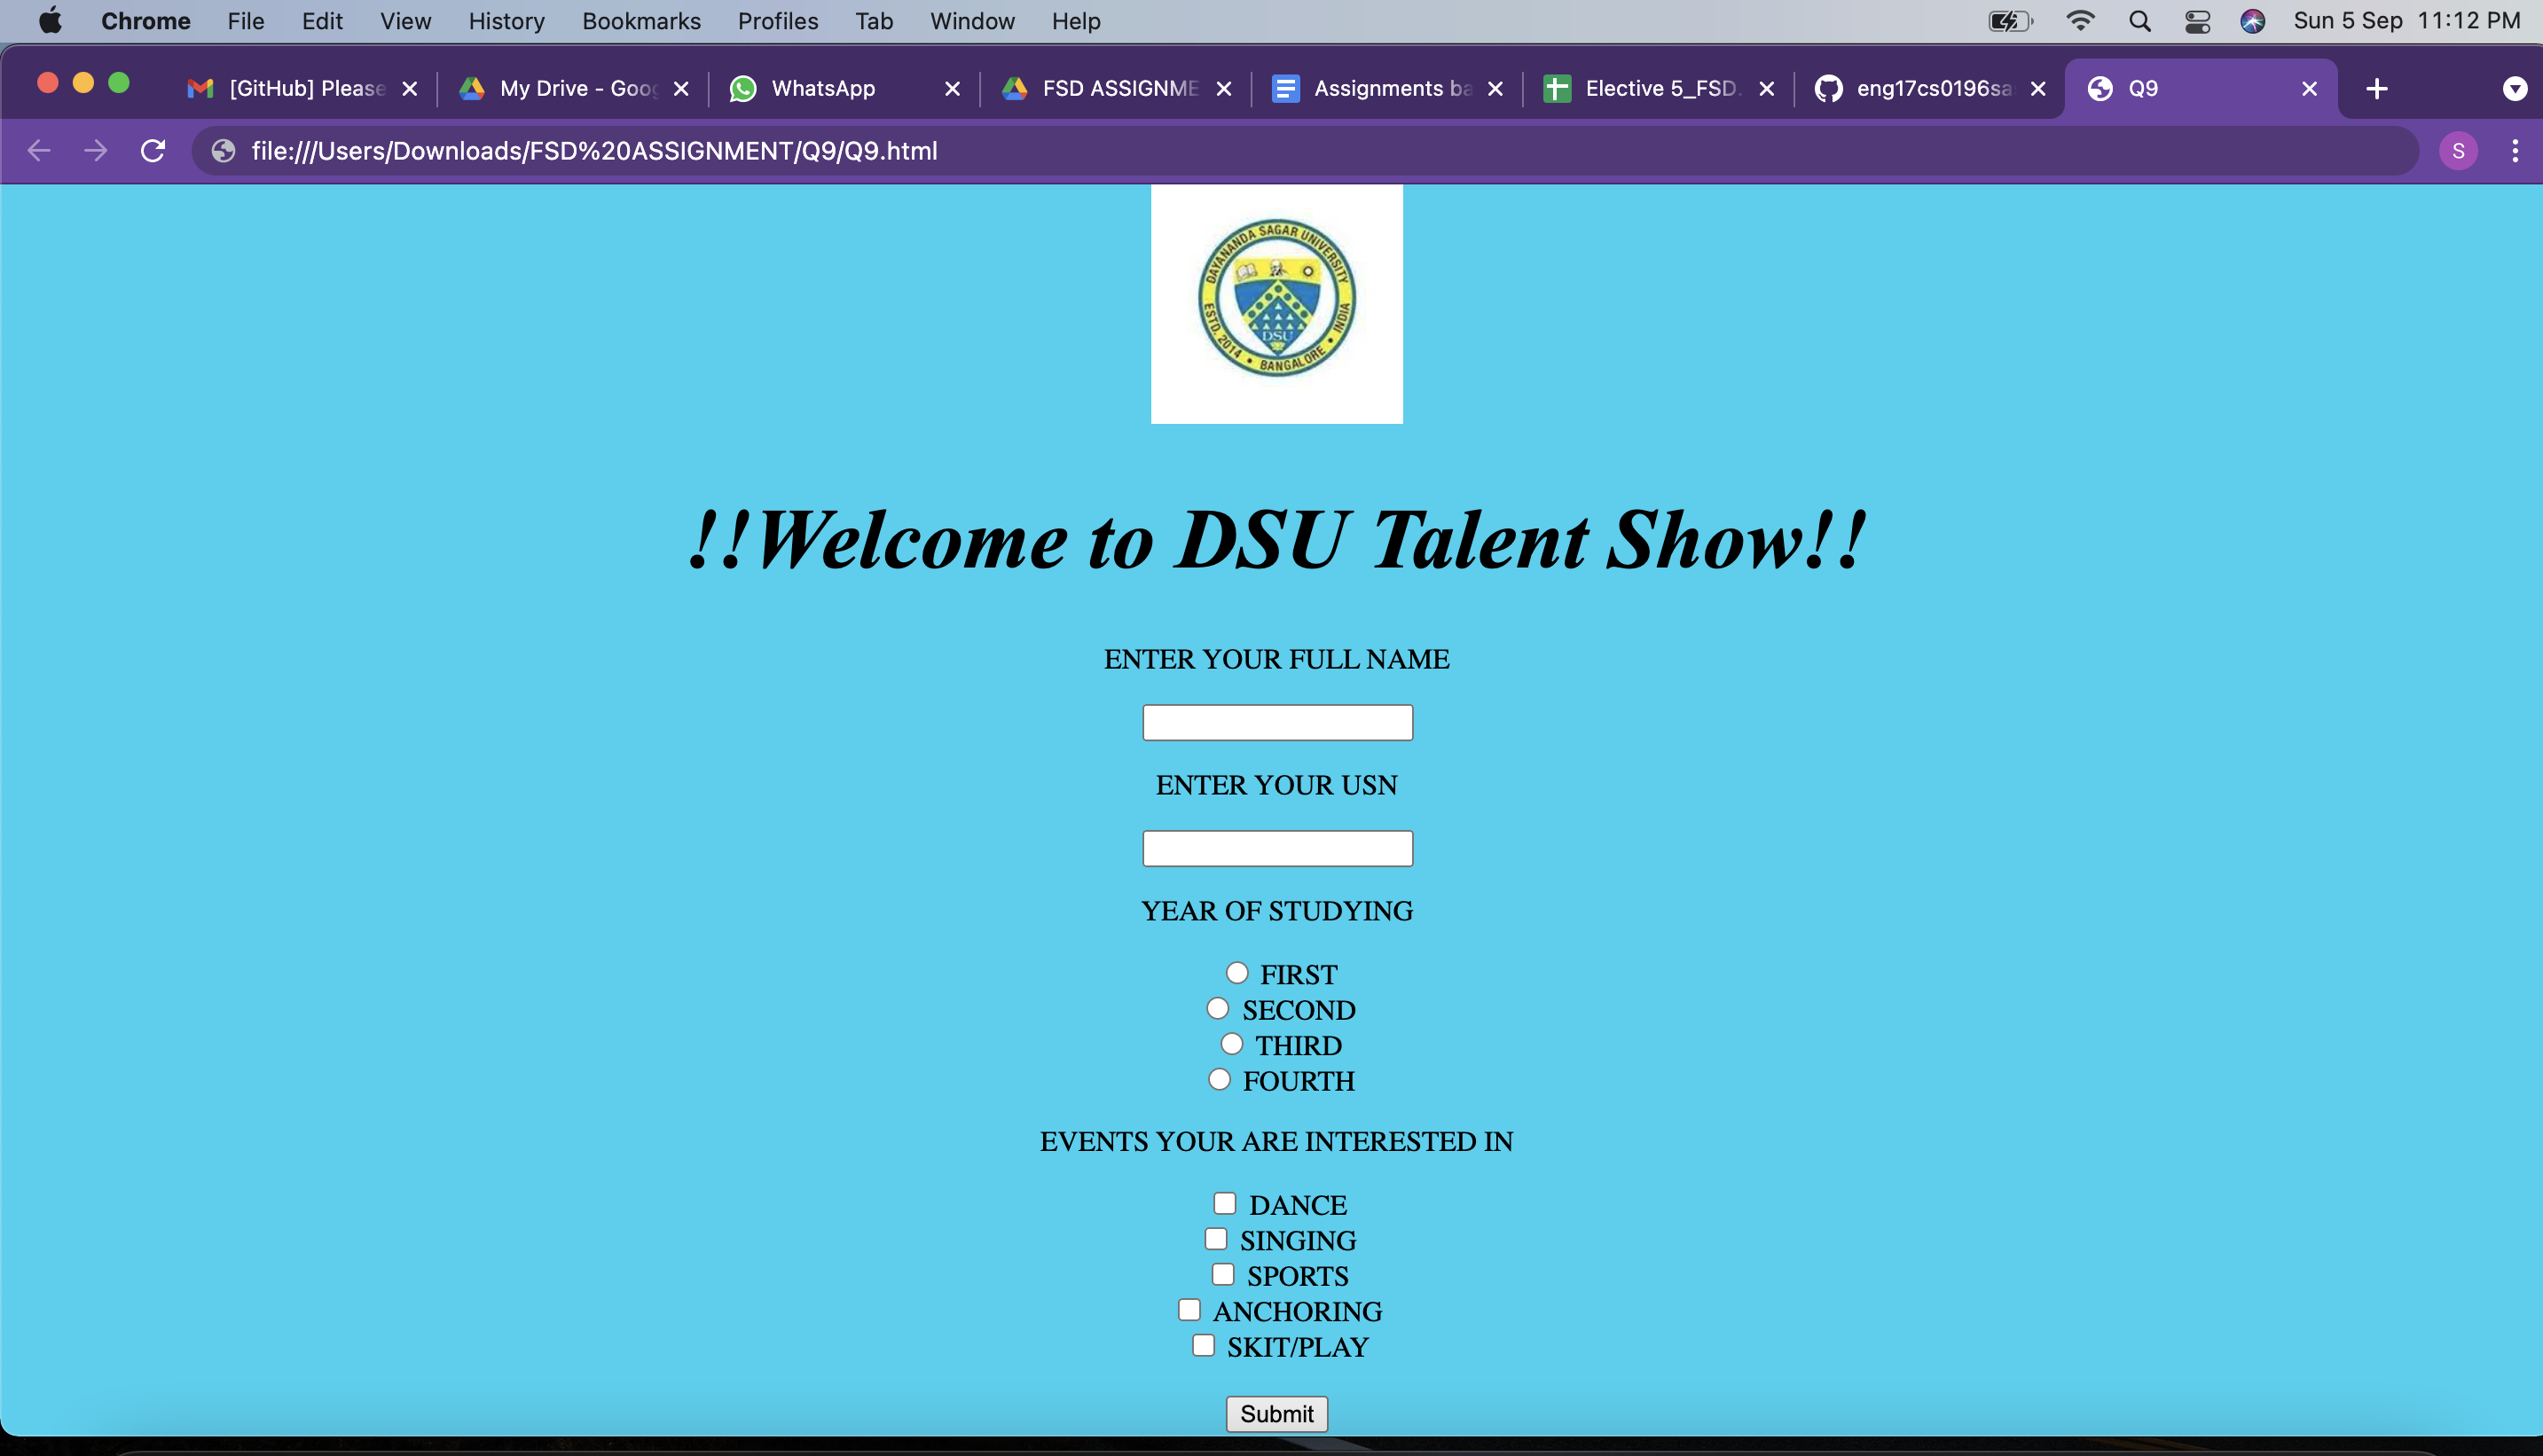 Chrome File Edit View History Bookmarks Profiles Tab Window Help Sun 5 Sep 11:12 PM
[GitHub] Please My Drive - Goog WhatsApp FSD ASSIGNME Assignments ba Elective 5_FSD. eng17cs0196sa Q9
file:///Users/Downloads/FSD%20ASSIGNMENT/Q9/Q9.html S
DAYANANDA SAGAR UNIVERSITY
DSU
ESTD. 2014 • BANGALORE • INDIA
!!Welcome to DSU Talent Show!!
ENTER YOUR FULL NAME
ENTER YOUR USN
YEAR OF STUDYING
FIRST
SECOND
THIRD
FOURTH
EVENTS YOUR ARE INTERESTED IN
DANCE
SINGING
SPORTS
ANCHORING
SKIT/PLAY
Submit